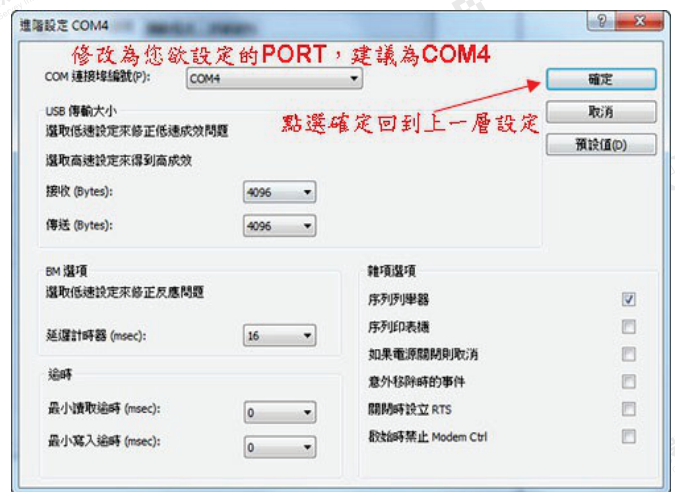 進階設定 COM4
修改為您欲設定的PORT，建議為COM4
COM 連接埠編號(P):
COM4
確定
USB 傳輸大小
點選確定回到上一層設定
取消
選取低速設定來修正低速成效問題
預設值(D)
選取高速設定來得到高成效
接收 (Bytes):
4096
傳送 (Bytes):
4096
BM 選項
雜項選項
選取低速設定來修正反應問題
序列列舉器
序列印表機
延遲計時器 (msec):
16
如果電源關閉則取消
逾時
意外移除時的事件
最小讀取逾時 (msec):
0
關閉時設立 RTS
最小寫入逾時 (msec):
0
啟始時禁止 Modem Ctrl